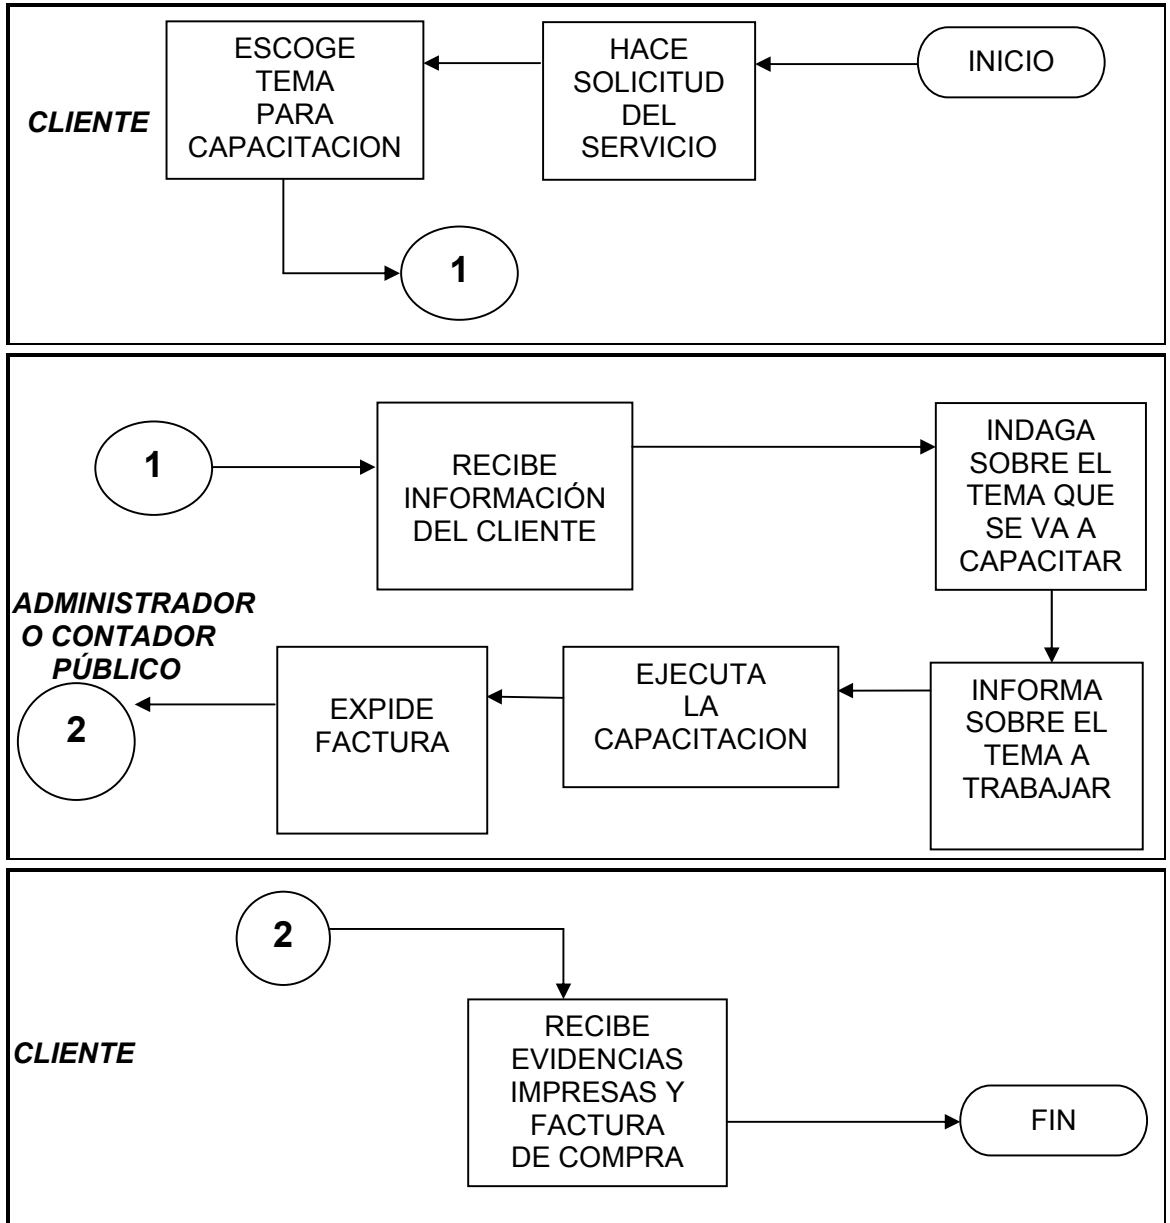 CLIENTE
ESCOGE
TEMA
PARA
CAPACITACION
HACE
SOLICITUD
DEL
SERVICIO
INICIO
1
1
RECIBE
INFORMACIÓN
DEL CLIENTE
INDAGA
SOBRE EL
TEMA QUE
SE VA A
CAPACITAR
ADMINISTRADOR
O CONTADOR
PÚBLICO
2
EXPIDE
FACTURA
EJECUTA
LA
CAPACITACION
INFORMA
SOBRE EL
TEMA A
TRABAJAR
2
CLIENTE
RECIBE
EVIDENCIAS
IMPRESAS Y
FACTURA
DE COMPRA
FIN